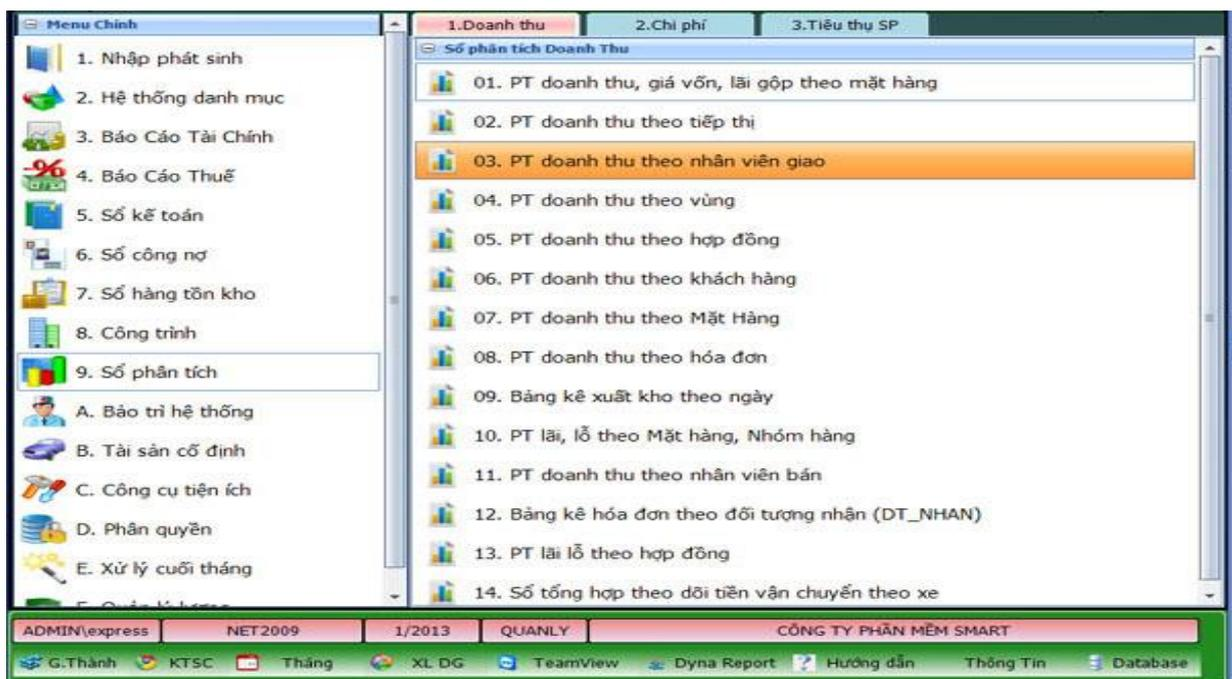 Menu Chính
1. Nhập phát sinh
2. Hệ thống danh mục
3. Báo Cáo Tài Chính
4. Báo Cáo Thuế
5. Sổ kế toán
6. Sổ công nợ
7. Sổ hàng tồn kho
8. Công trình
9. Sổ phân tích
A. Bảo trì hệ thống
B. Tài sản cố định
C. Công cụ tiện ích
D. Phân quyền
E. Xử lý cuối tháng
1.Doanh thu 2.Chi phí 3.Tiêu thụ SP
Sổ phân tích Doanh Thu
01. PT doanh thu, giá vốn, lãi gộp theo mặt hàng
02. PT doanh thu theo tiếp thị
03. PT doanh thu theo nhân viên giao
04. PT doanh thu theo vùng
05. PT doanh thu theo hợp đồng
06. PT doanh thu theo khách hàng
07. PT doanh thu theo Mặt Hàng
08. PT doanh thu theo hóa đơn
09. Bảng kê xuất kho theo ngày
10. PT lãi, lỗ theo Mặt hàng, Nhóm hàng
11. PT doanh thu theo nhân viên bán
12. Bảng kê hóa đơn theo đối tượng nhận (DT_NHAN)
13. PT lãi lỗ theo hợp đồng
14. Sổ tổng hợp theo dõi tiền vận chuyển theo xe
ADMIN\express NET2009 1/2013 QUANLY CÔNG TY PHẦN MỀM SMART
G.Thành KTSC Tháng XL DG TeamView Dyna Report Hướng dẫn Thông Tin Database